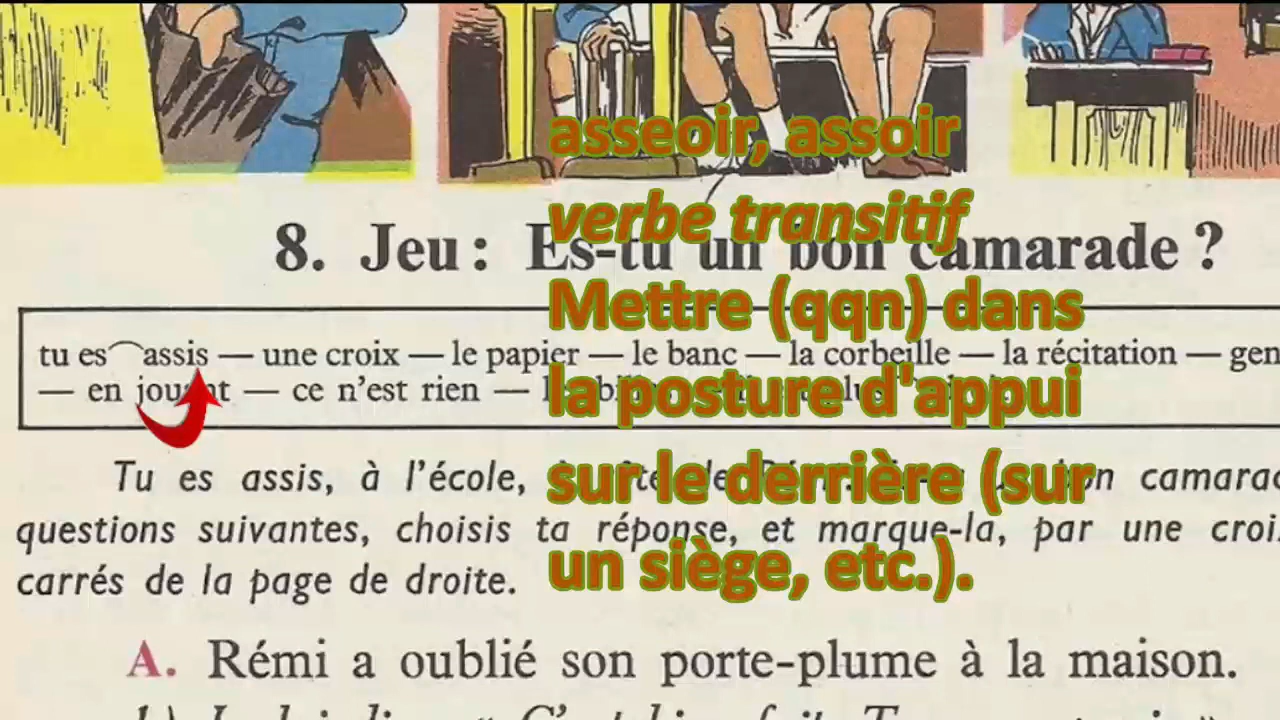 asseoir, assoir
verbe transitif
Mettre (qqn) dans
la posture d'appui
sur le derrière (sur
un siège, etc.).
8. Jeu : Es-tu un bon camarade ?
tu es assis — une croix — le papier — le banc — la corbeille — la récitation — gen
— en jouant — ce n'est rien —
Tu es assis, à l'école, camarad
questions suivantes, choisis ta réponse, et marque-la, par une croix
carrés de la page de droite.
A. Rémi a oublié son porte-plume à la maison.